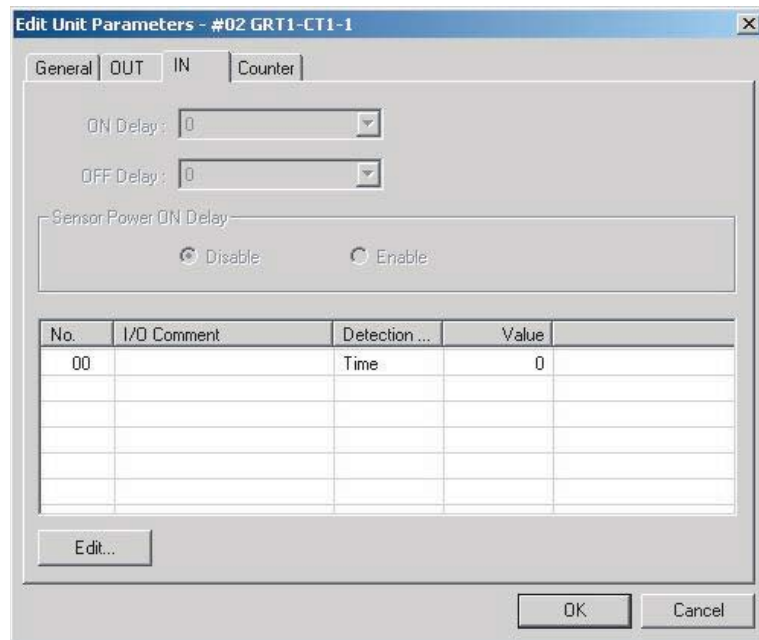 Edit Unit Parameters - #02 GRT1-CT1-1
General OUT IN Counter
ON Delay : 0
OFF Delay : 0
Sensor Power ON Delay
Disable Enable
No. I/O Comment Detection ... Value
00 Time 0
Edit...
OK Cancel